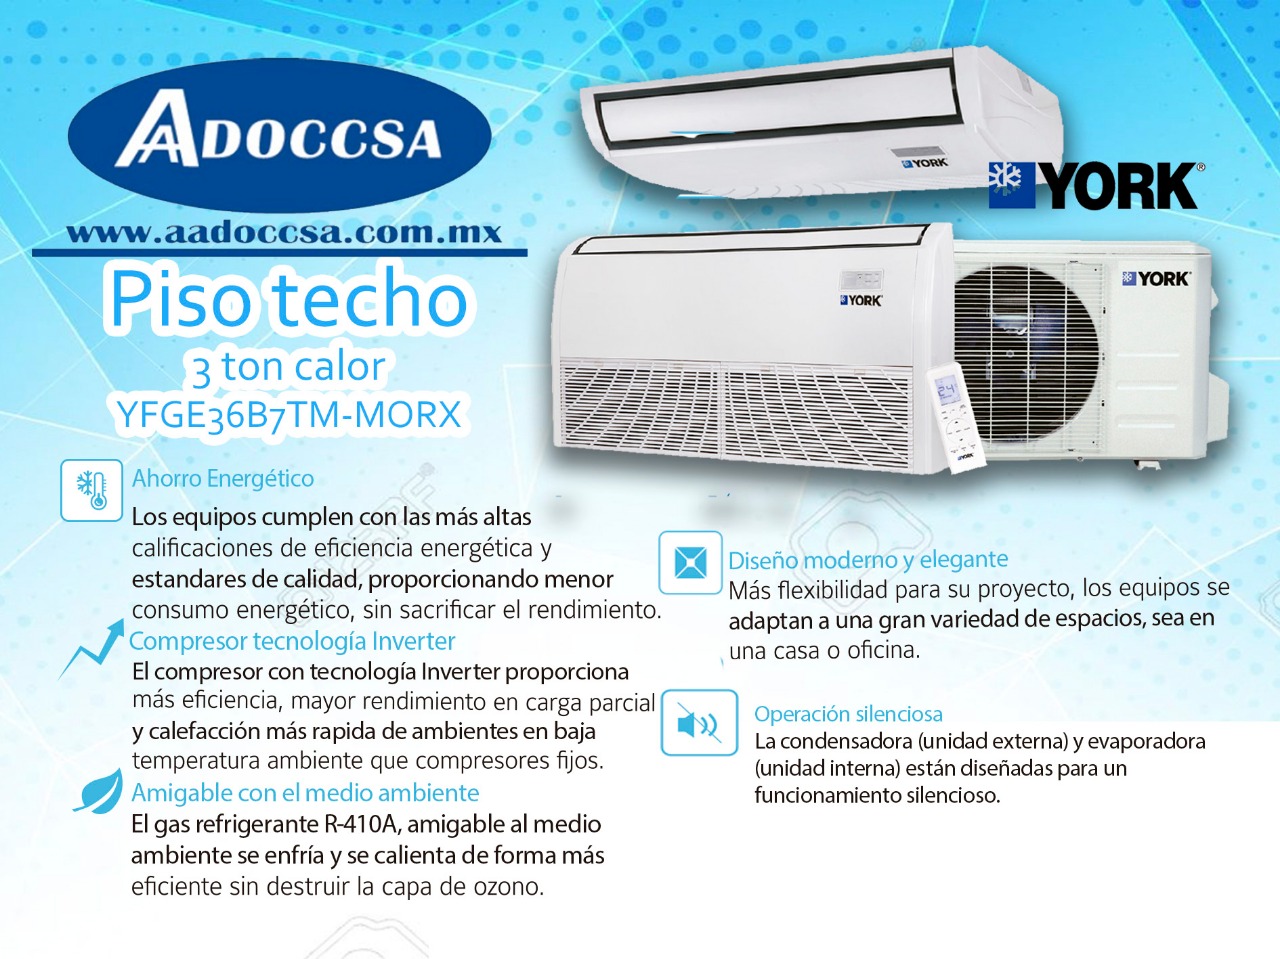 AADOCCSA
www.aadoccsa.com.mx
Piso techo
3 ton calor
YFGE36B7TM-MORX
YORK
YORK®
YORK
YORK
24
YORK
Ahorro Energético
Los equipos cumplen con las más altas
calificaciones de eficiencia energética y
estandares de calidad, proporcionando menor
consumo energético, sin sacrificar el rendimiento.
Compresor tecnología Inverter
El compresor con tecnología Inverter proporciona
más eficiencia, mayor rendimiento en carga parcial
y calefacción más rapida de ambientes en baja
temperatura ambiente que compresores fijos.
Amigable con el medio ambiente
El gas refrigerante R-410A, amigable al medio
ambiente se enfría y se calienta de forma más
eficiente sin destruir la capa de ozono.
Diseño moderno y elegante
Más flexibilidad para su proyecto, los equipos se
adaptan a una gran variedad de espacios, sea en
una casa o oficina.
Operación silenciosa
La condensadora (unidad externa) y evaporadora
(unidad interna) están diseñadas para un
funcionamiento silencioso.